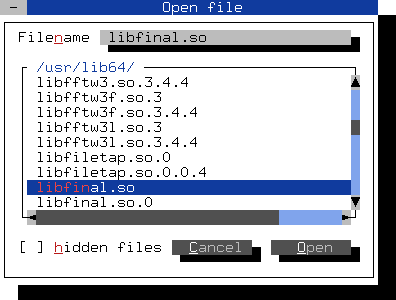 Open file
Filename libfinal.so
/usr/lib64/
libfftw3.so.3.4.4
libfftw3f.so.3
libfftw3f.so.3.4.4
libfftw3l.so.3
libfftw3l.so.3.4.4
libfiletap.so.0
libfiletap.so.0.0.4
libfinal.so
libfinal.so.0
[ ] hidden files Cancel Open